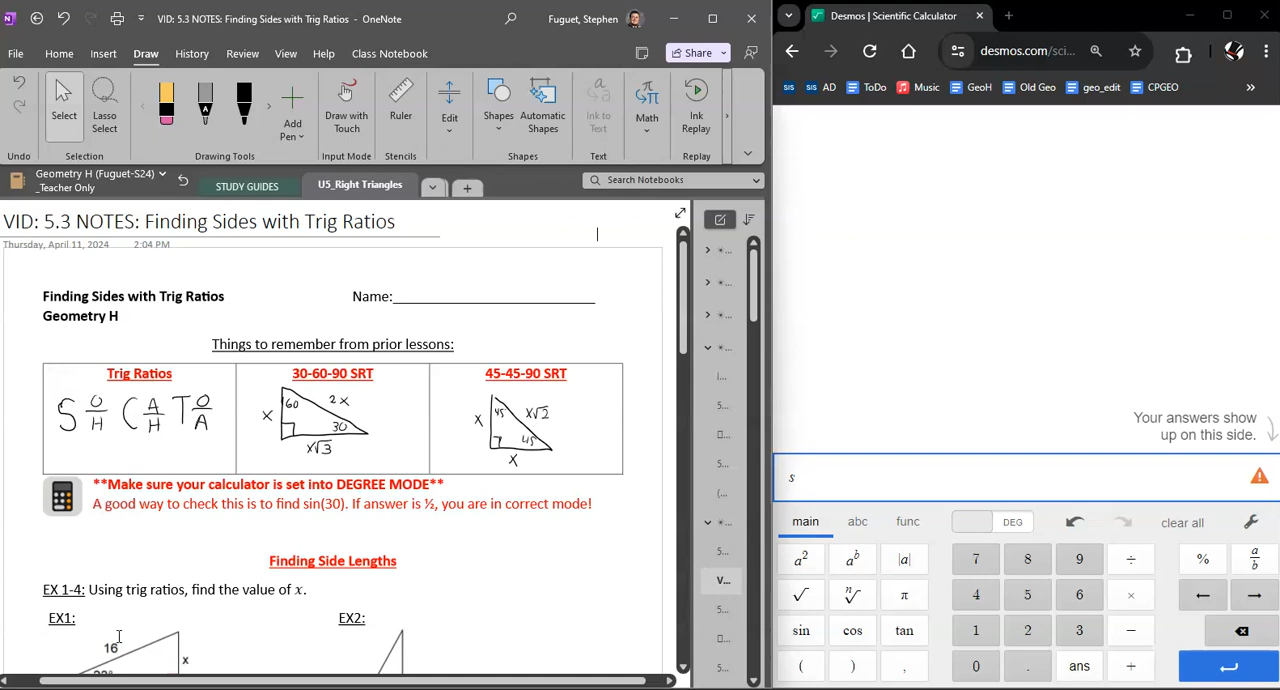 VID: 5.3 NOTES: Finding Sides with Trig Ratios - OneNote
Fuguet, Stephen
File Home Insert Draw History Review View Help Class Notebook
Share
Select
Lasso Select
Add Pen
Draw with Touch
Ruler
Edit
Shapes
Automatic Shapes
Ink to Text
Math
Ink Replay
Undo
Selection
Drawing Tools
Input Mode
Stencils
Shapes
Text
Replay
Geometry H (Fuguet-S24)
_Teacher Only
STUDY GUIDES
U5_Right Triangles
Search Notebooks
VID: 5.3 NOTES: Finding Sides with Trig Ratios
Thursday, April 11, 2024 2:04 PM
Finding Sides with Trig Ratios
Name:
Geometry H
Things to remember from prior lessons:
Trig Ratios
30-60-90 SRT
45-45-90 SRT
S O/H C A/H T O/A
60 2x
x 30
x√3
45 x√2
x 45
x
**Make sure your calculator is set into DEGREE MODE**
A good way to check this is to find sin(30). If answer is ½, you are in correct mode!
Finding Side Lengths
EX 1-4: Using trig ratios, find the value of x.
EX1:
EX2:
16
x
V...
Desmos | Scientific Calculator
desmos.com/sci...
SIS
SIS AD
ToDo
Music
GeoH
Old Geo
geo_edit
CPGEO
Your answers show
up on this side.
s
main abc func DEG clear all
a² aᵇ |a| 7 8 9 ÷ % a/b
√ ⁿ√ π 4 5 6 × ← →
sin cos tan 1 2 3 −
( ) , 0 . ans +